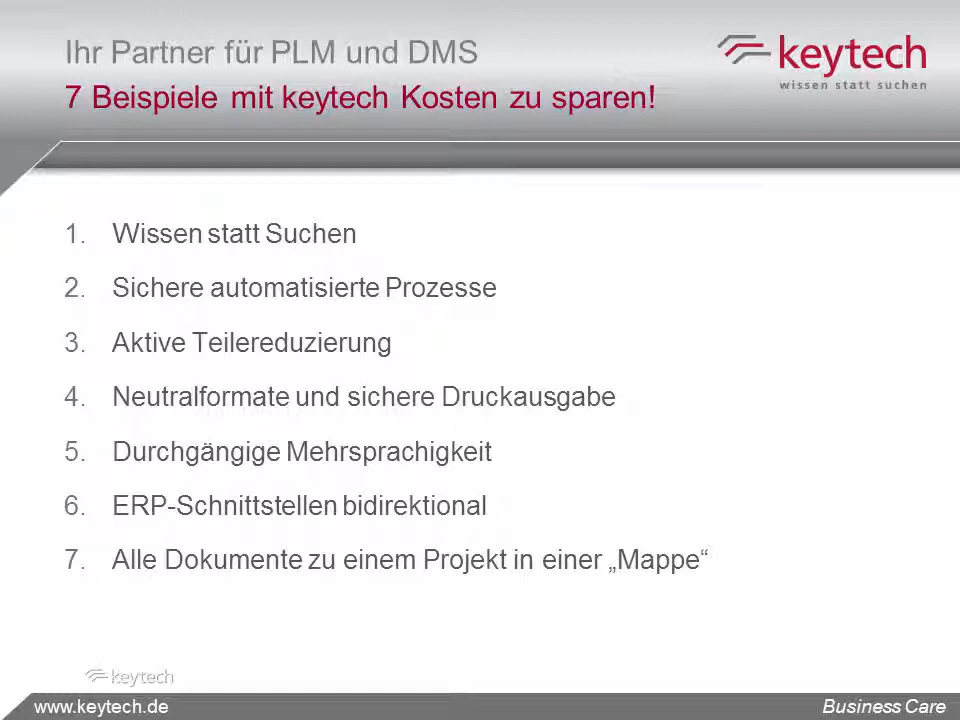 Ihr Partner für PLM und DMS
7 Beispiele mit keytech Kosten zu sparen!
keytech
wissen statt suchen
1. Wissen statt Suchen
2. Sichere automatisierte Prozesse
3. Aktive Teilereduzierung
4. Neutralformate und sichere Druckausgabe
5. Durchgängige Mehrsprachigkeit
6. ERP-Schnittstellen bidirektional
7. Alle Dokumente zu einem Projekt in einer „Mappe“
keytech
www.keytech.de
Business Care